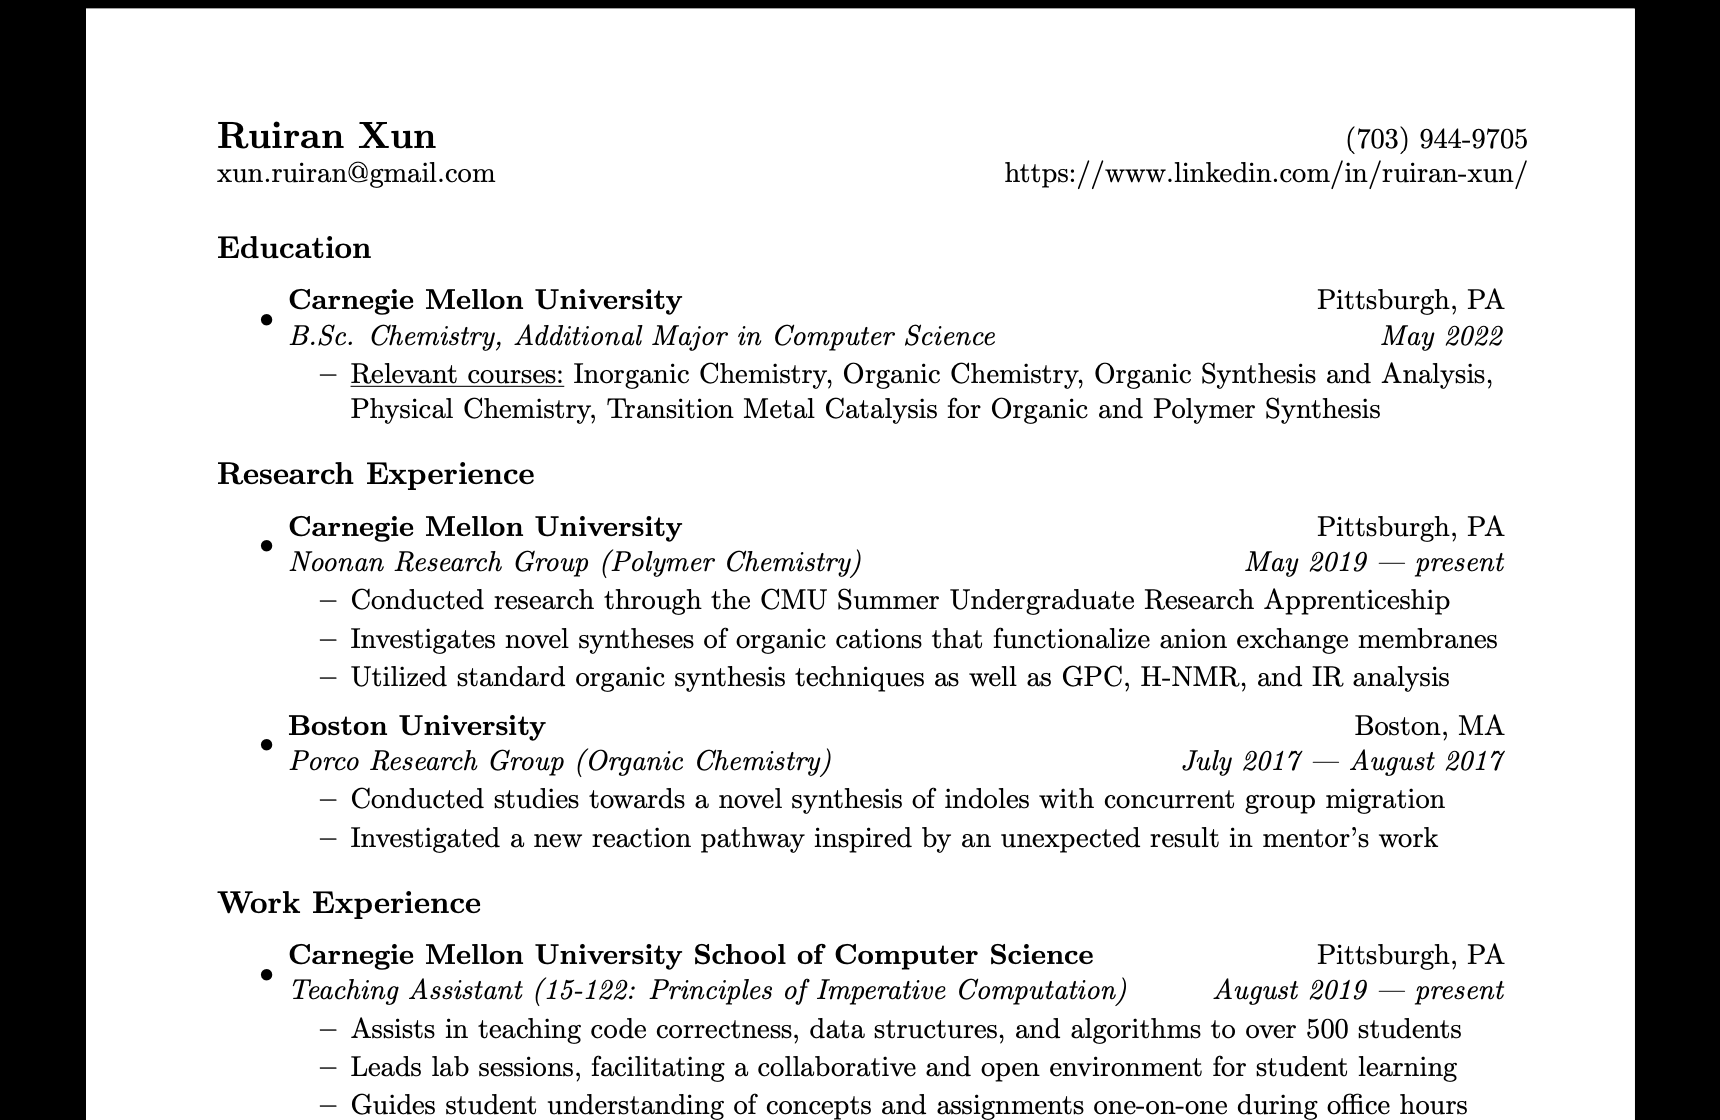 Ruiran Xun
(703) 944-9705
xun.ruiran@gmail.com
https://www.linkedin.com/in/ruiran-xun/
Education
• Carnegie Mellon University
Pittsburgh, PA
B.Sc. Chemistry, Additional Major in Computer Science
May 2022
– Relevant courses: Inorganic Chemistry, Organic Chemistry, Organic Synthesis and Analysis,
Physical Chemistry, Transition Metal Catalysis for Organic and Polymer Synthesis
Research Experience
• Carnegie Mellon University
Pittsburgh, PA
Noonan Research Group (Polymer Chemistry)
May 2019 — present
– Conducted research through the CMU Summer Undergraduate Research Apprenticeship
– Investigates novel syntheses of organic cations that functionalize anion exchange membranes
– Utilized standard organic synthesis techniques as well as GPC, H-NMR, and IR analysis
• Boston University
Boston, MA
Porco Research Group (Organic Chemistry)
July 2017 — August 2017
– Conducted studies towards a novel synthesis of indoles with concurrent group migration
– Investigated a new reaction pathway inspired by an unexpected result in mentor's work
Work Experience
• Carnegie Mellon University School of Computer Science
Pittsburgh, PA
Teaching Assistant (15-122: Principles of Imperative Computation)
August 2019 — present
– Assists in teaching code correctness, data structures, and algorithms to over 500 students
– Leads lab sessions, facilitating a collaborative and open environment for student learning
– Guides student understanding of concepts and assignments one-on-one during office hours